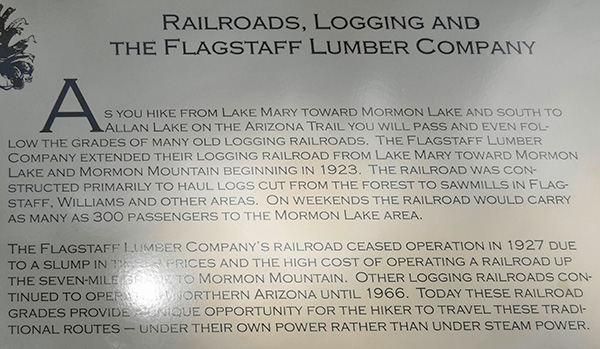 RAILROADS, LOGGING AND
THE FLAGSTAFF LUMBER COMPANY
AS YOU HIKE FROM LAKE MARY TOWARD MORMON LAKE AND SOUTH TO
ALLAN LAKE ON THE ARIZONA TRAIL YOU WILL PASS AND EVEN FOL-
LOW THE GRADES OF MANY OLD LOGGING RAILROADS. THE FLAGSTAFF LUMBER
COMPANY EXTENDED THEIR LOGGING RAILROAD FROM LAKE MARY TOWARD MORMON
LAKE AND MORMON MOUNTAIN BEGINNING IN 1923. THE RAILROAD WAS CON-
STRUCTED PRIMARILY TO HAUL LOGS CUT FROM THE FOREST TO SAWMILLS IN FLAG-
STAFF, WILLIAMS AND OTHER AREAS. ON WEEKENDS THE RAILROAD WOULD CARRY
AS MANY AS 300 PASSENGERS TO THE MORMON LAKE AREA.
THE FLAGSTAFF LUMBER COMPANY'S RAILROAD CEASED OPERATION IN 1927 DUE
TO A SLUMP IN PRICES AND THE HIGH COST OF OPERATING A RAILROAD UP
THE SEVEN-MILE TO MORMON MOUNTAIN. OTHER LOGGING RAILROADS CON-
TINUED TO NORTHERN ARIZONA UNTIL 1966. TODAY THESE RAILROAD
GRADES PROVIDE UNIQUE OPPORTUNITY FOR THE HIKER TO TRAVEL THESE TRADI-
TIONAL ROUTES — UNDER THEIR OWN POWER RATHER THAN UNDER STEAM POWER.